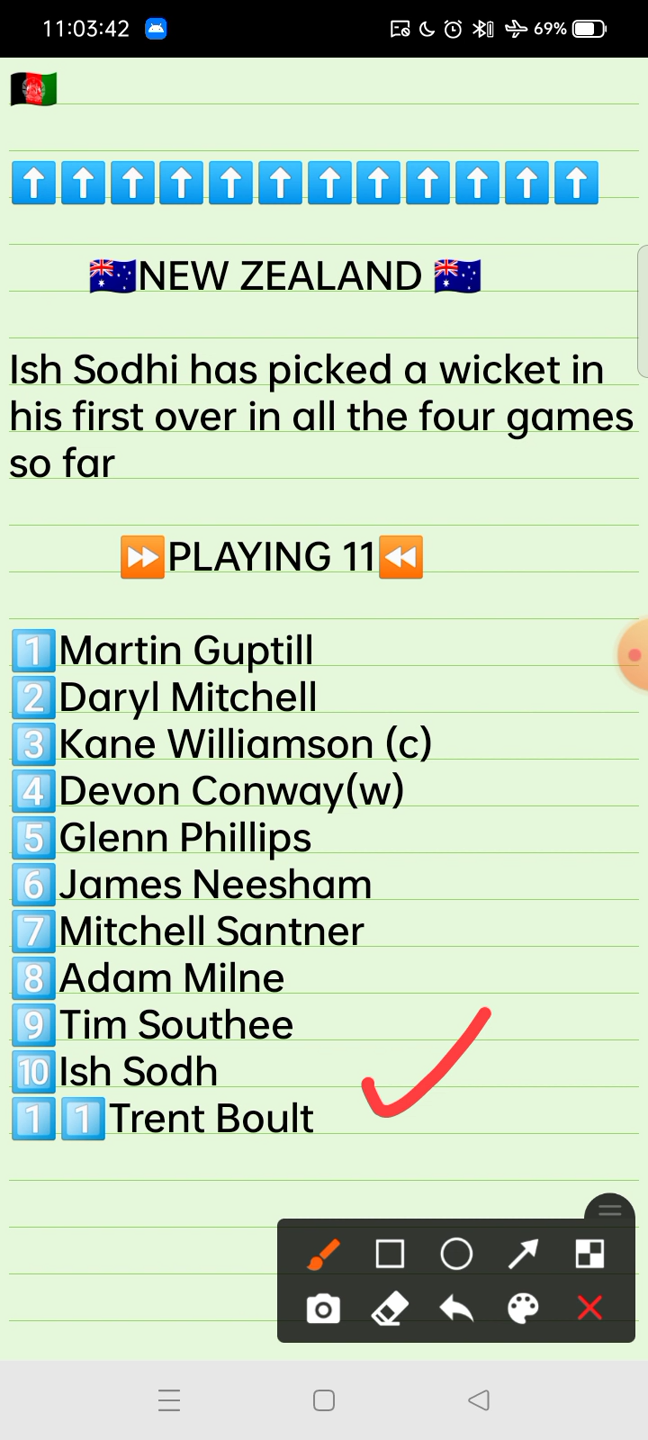 11:03:42 69%
🇦🇫
⬆️⬆️⬆️⬆️⬆️⬆️⬆️⬆️⬆️⬆️⬆️⬆️
🇦🇺NEW ZEALAND 🇦🇺
Ish Sodhi has picked a wicket in
his first over in all the four games
so far
⏩PLAYING 11⏪
1️⃣Martin Guptill
2️⃣Daryl Mitchell
3️⃣Kane Williamson (c)
4️⃣Devon Conway(w)
5️⃣Glenn Phillips
6️⃣James Neesham
7️⃣Mitchell Santner
8️⃣Adam Milne
9️⃣Tim Southee
🔟Ish Sodh
1️⃣1️⃣Trent Boult